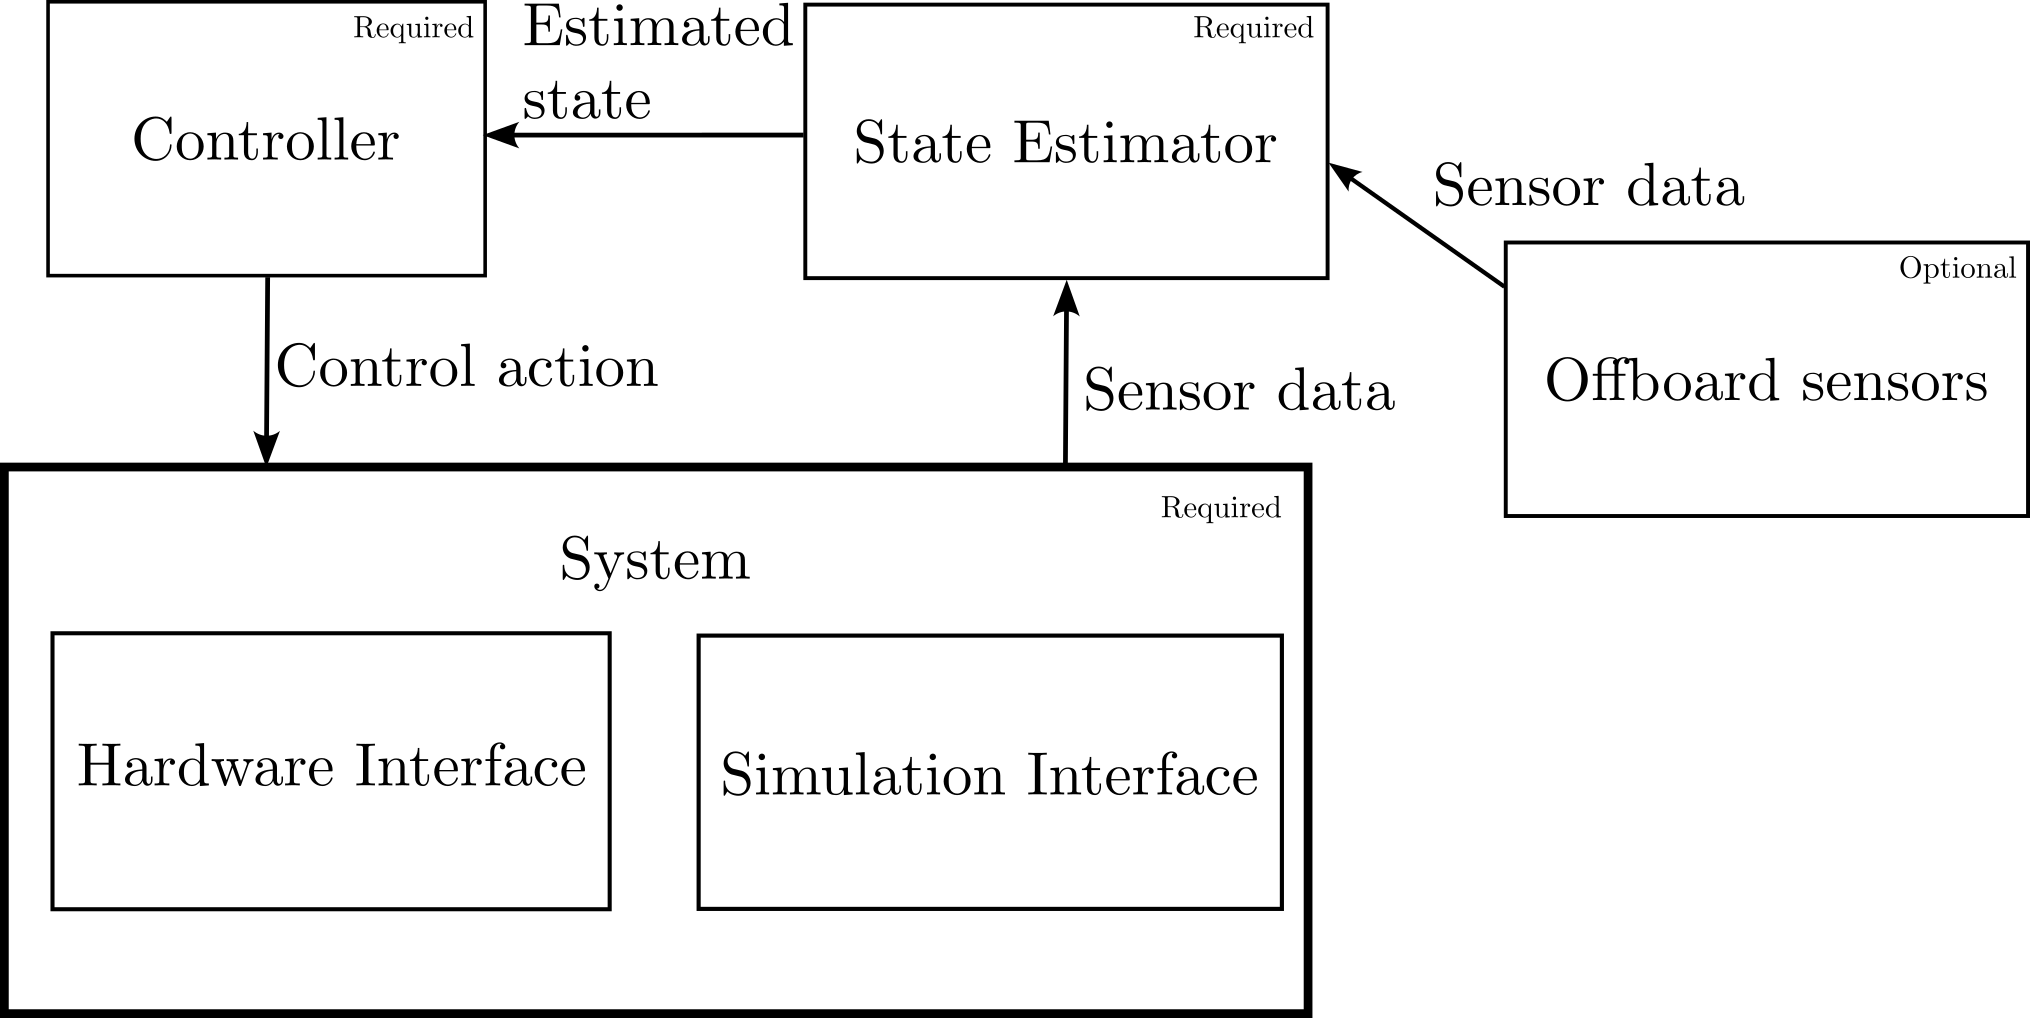 Required
Controller
Estimated
state
Required
State Estimator
Sensor data
Optional
Offboard sensors
Control action
Sensor data
Required
System
Hardware Interface
Simulation Interface